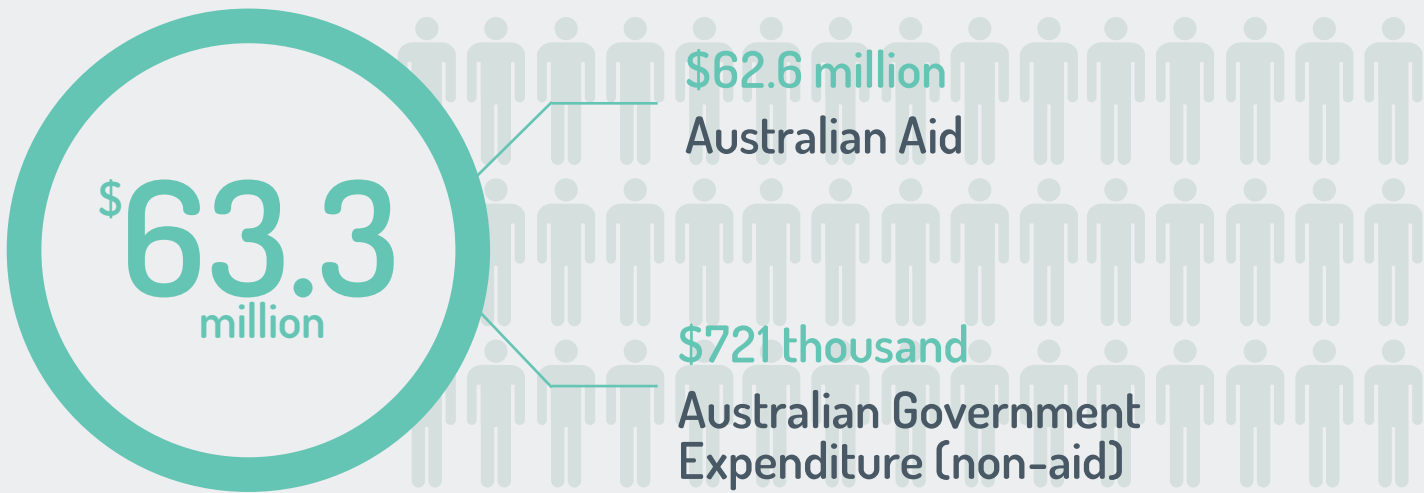 $63.3
million
$62.6 million
Australian Aid
$721 thousand
Australian Government
Expenditure (non-aid)